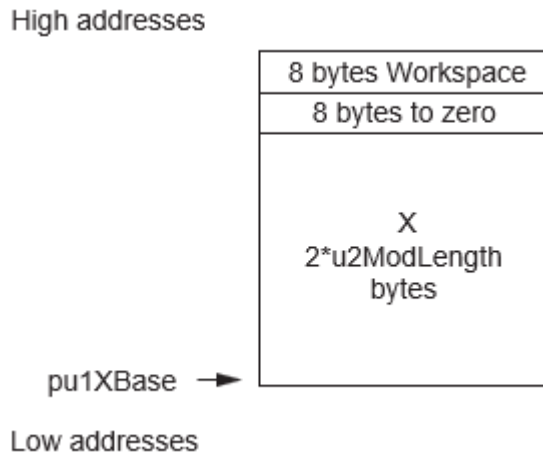 High addresses
8 bytes Workspace
8 bytes to zero
X
2*u2ModLength
bytes
pu1XBase
Low addresses